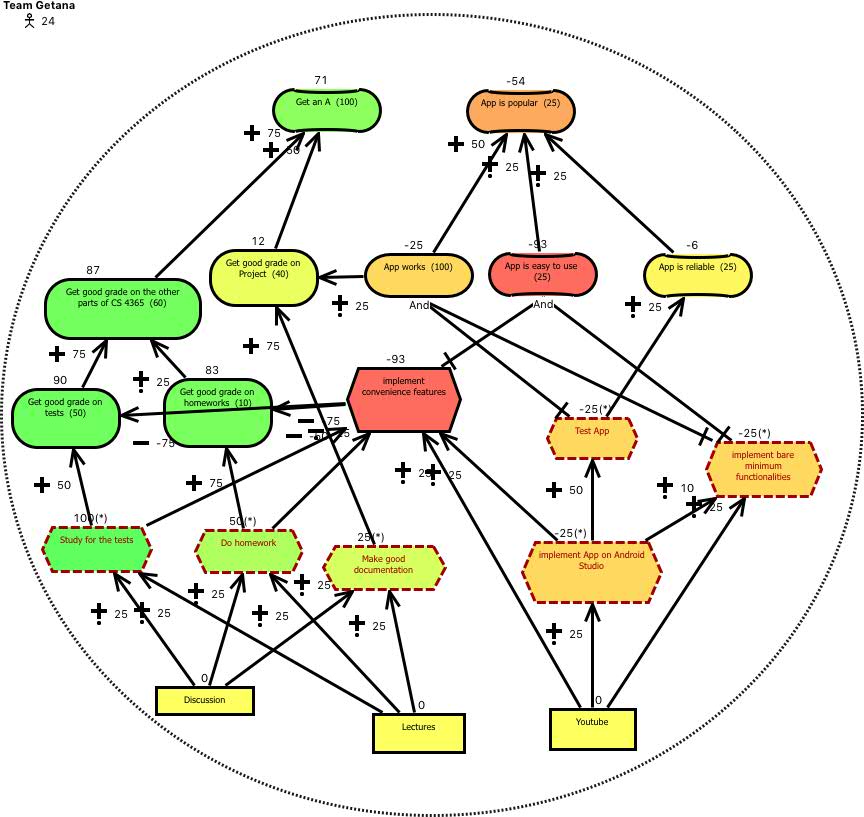 Team Getana
24
71
-54
Get an A (100)
App is popular (25)
75
50
50
25
25
12
-25
-93
-6
Get good grade on
Project (40)
App works (100)
App is easy to use
(25)
App is reliable (25)
87
Get good grade on the other
parts of CS 4365 (60)
25
And
And
25
75
75
25
-93
implement
convenience features
90
83
Get good grade on
tests (50)
Get good grade on
homeworks (10)
-25(*)
Test App
-25(*)
implement bare
minimum
functionalities
-75
-75
50
75
25
25
50
10
25
100(*)
Study for the tests
50(*)
Do homework
25(*)
Make good
documentation
-25(*)
implement App on Android
Studio
25
25
25
25
25
25
25
0
Discussion
0
Lectures
0
Youtube